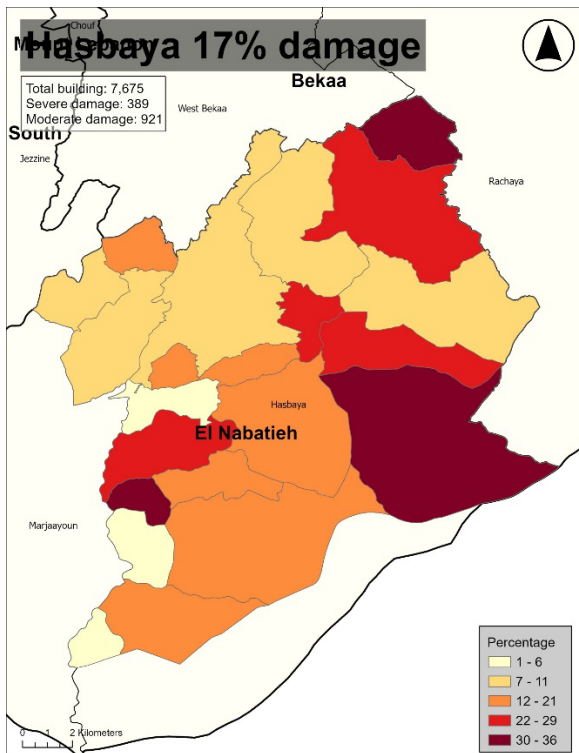 Chouf
Mount Lebanon
Hasbaya 17% damage
Total building: 7,675
Severe damage: 389
Moderate damage: 921
Bekaa
West Bekaa
South
Jezzine
Rachaya
Hasbaya
El Nabatieh
Marjaayoun
Percentage
1 - 6
7 - 11
12 - 21
22 - 29
30 - 36
0 1 2 Kilometers